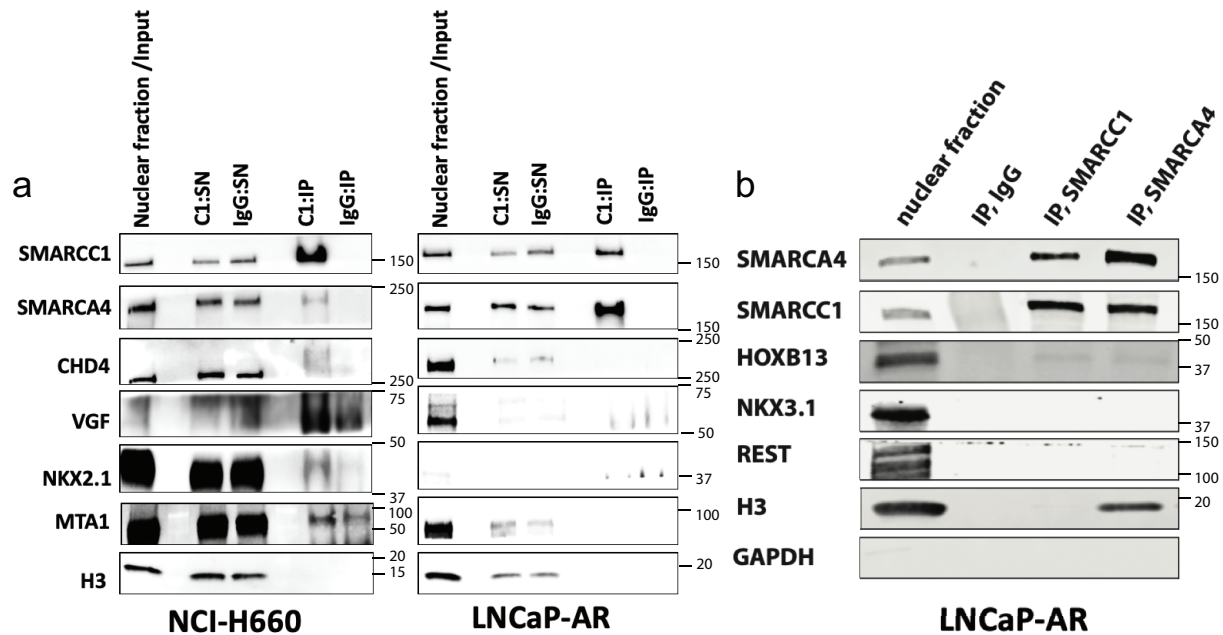 a
Nuclear fraction /Input
C1:SN
IgG:SN
C1:IP
IgG:IP
Nuclear fraction /Input
C1:SN
IgG:SN
C1:IP
IgG:IP
SMARCC1
150
150
SMARCA4
250
150
CHD4
250
250
250
VGF
75
75
50
NKX2.1
50
37
37
MTA1
100
50
100
H3
20
15
20
NCI-H660
LNCaP-AR
b
nuclear fraction
IP, IgG
IP, SMARCC1
IP, SMARCA4
SMARCA4
150
SMARCC1
150
HOXB13
50
37
NKX3.1
37
REST
150
100
H3
20
GAPDH
LNCaP-AR